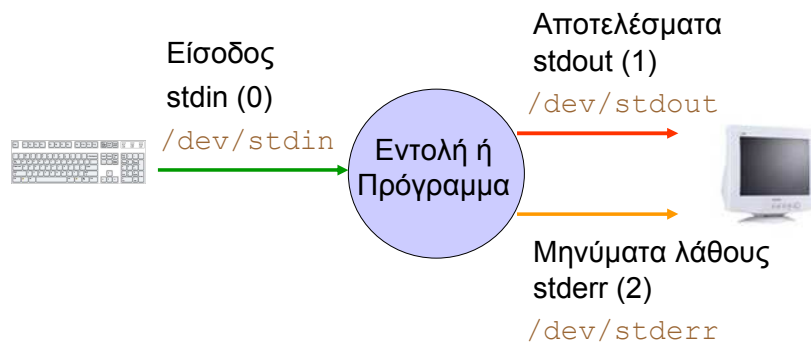 Είσοδος
stdin (0)
/dev/stdin
Εντολή ή
Πρόγραμμα
Αποτελέσματα
stdout (1)
/dev/stdout
Μηνύματα λάθους
stderr (2)
/dev/stderr